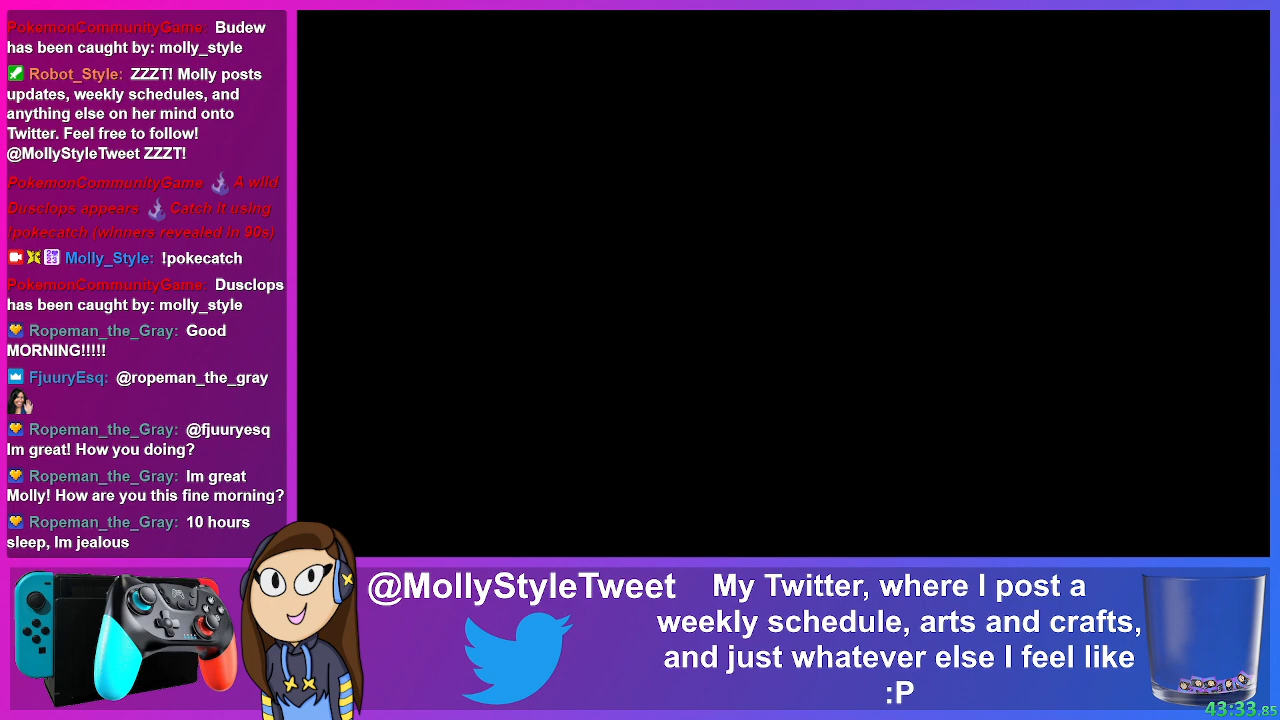 PokemonCommunityGame: Budew
has been caught by: molly_style
Robot_Style: ZZZT! Molly posts
updates, weekly schedules, and
anything else on her mind onto
Twitter. Feel free to follow!
@MollyStyleTweet ZZZT!
PokemonCommunityGame A wild
Dusclops appears Catch it using
!pokecatch (winners revealed in 90s)
Molly_Style: !pokecatch
PokemonCommunityGame: Dusclops
has been caught by: molly_style
Ropeman_the_Gray: Good
MORNING!!!!!
FjuuryEsq: @ropeman_the_gray
Ropeman_the_Gray: @fjuuryesq
Im great! How you doing?
Ropeman_the_Gray: Im great
Molly! How are you this fine morning?
Ropeman_the_Gray: 10 hours
sleep, Im jealous
@MollyStyleTweet
My Twitter, where I post a
weekly schedule, arts and crafts,
and just whatever else I feel like
:P
43:33.85